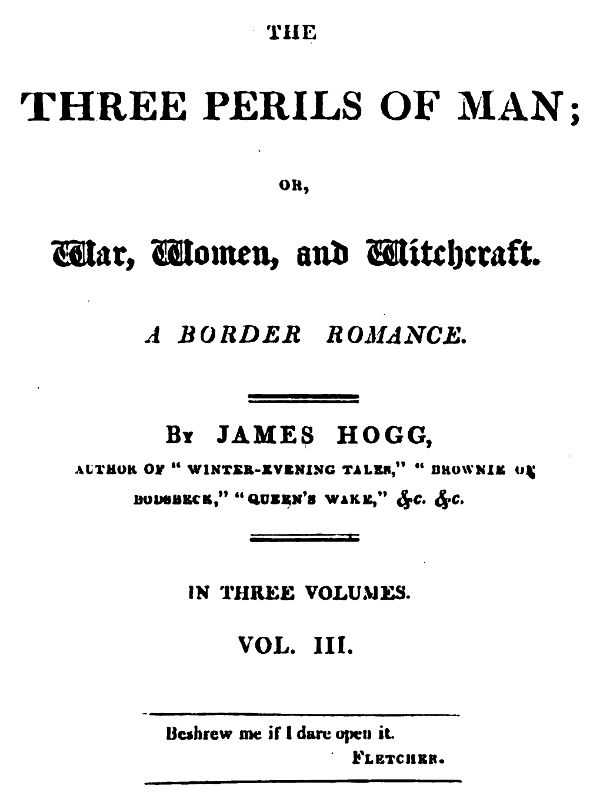 THE
THREE PERILS OF MAN;
OR,
War, Women, and Witchcraft.
A BORDER ROMANCE.
By JAMES HOGG,
AUTHOR OF “ WINTER-EVENING TALES,” “ BROWNIE OF
BODSBECK,” “QUEEN'S WAKE,” &c. &c.
IN THREE VOLUMES.
VOL. III.
Beshrew me if I dare open it.
FLETCHER.